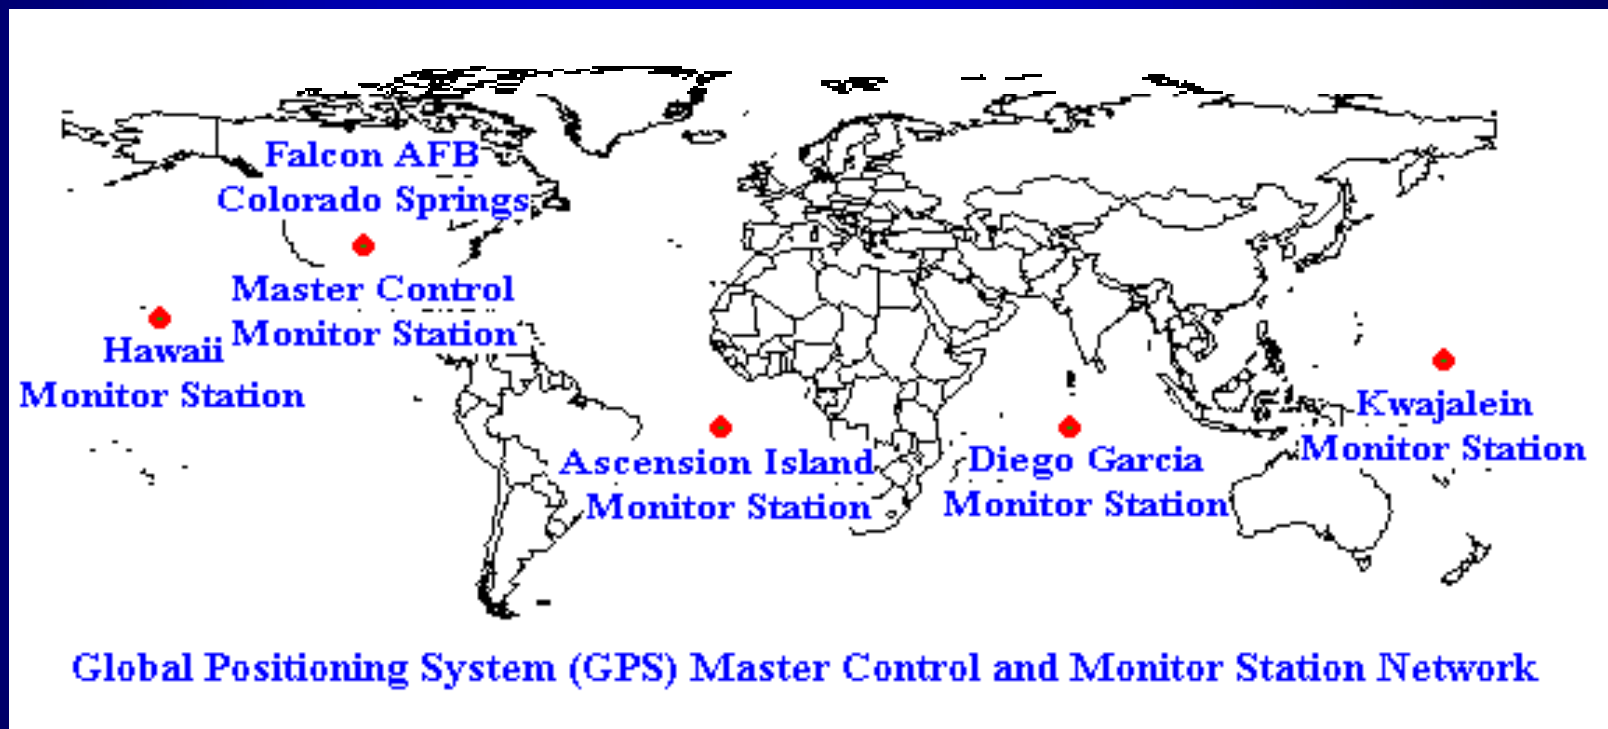 Falcon AFB
Colorado Springs
Master Control
Monitor Station
Hawaii
Monitor Station
Ascension Island
Monitor Station
Diego Garcia
Monitor Station
Kwajalein
Monitor Station
Global Positioning System (GPS) Master Control and Monitor Station Network